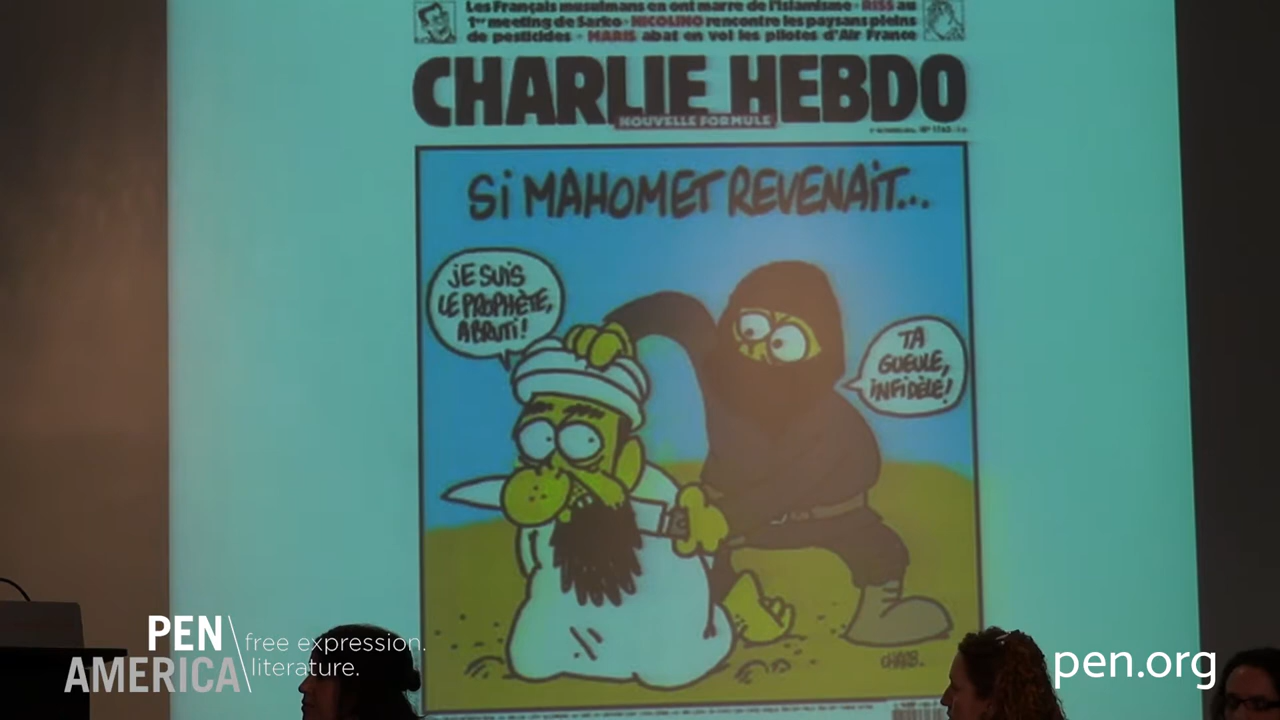 Les Français musulmans en ont marre de l'islamisme - RISS au
1er meeting de Sarko - NICOLINO rencontre les paysans pleins
de pesticides - MARIS abat en vol les pilotes d'Air France
CHARLIE HEBDO
NOUVELLE FORMULE
Si MAHOMET REVENAiT...
JE SUiS
LE PROPHÈTE,
ABRUTi!
TA
GUEULE,
iNFiDÈLE!
CHARB.
PEN
AMERICA
free expression.
literature.
pen.org